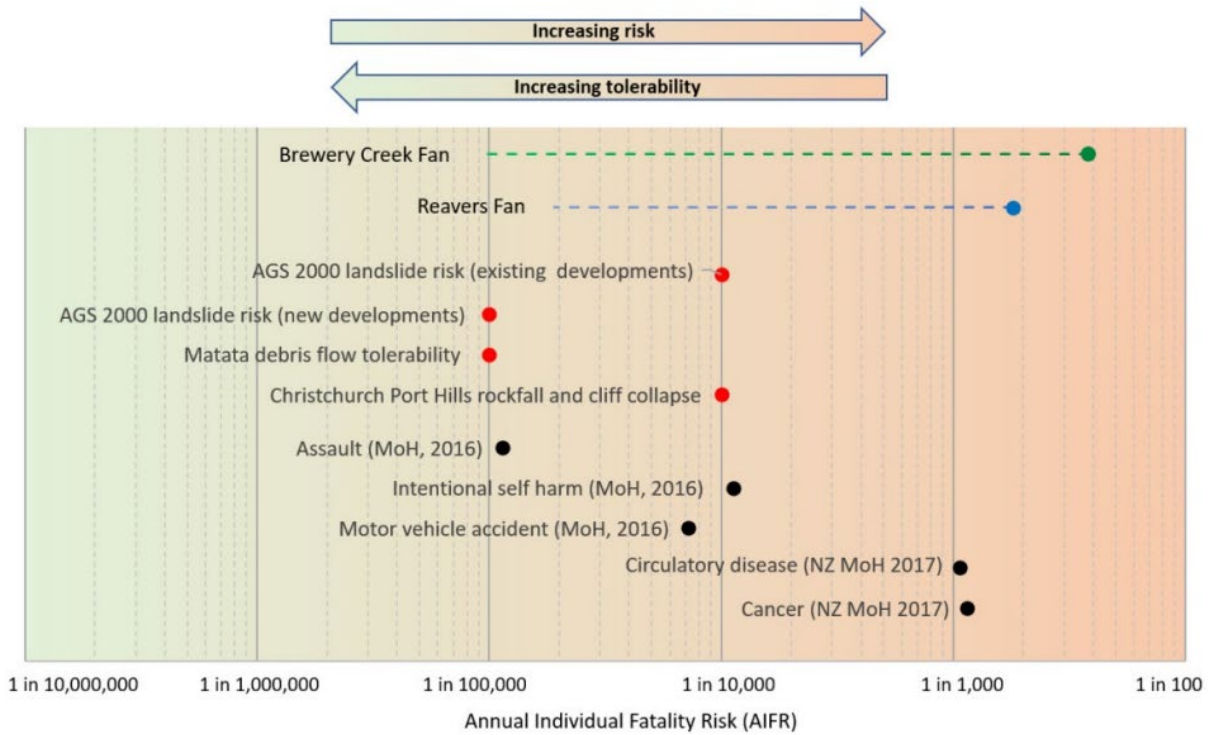 Increasing risk
Increasing tolerability
Brewery Creek Fan
Reavers Fan
AGS 2000 landslide risk (existing developments)
AGS 2000 landslide risk (new developments)
Matata debris flow tolerability
Christchurch Port Hills rockfall and cliff collapse
Assault (MoH, 2016)
Intentional self harm (MoH, 2016)
Motor vehicle accident (MoH, 2016)
Circulatory disease (NZ MoH 2017)
Cancer (NZ MoH 2017)
1 in 10,000,000 1 in 1,000,000 1 in 100,000 1 in 10,000 1 in 1,000 1 in 100
Annual Individual Fatality Risk (AIFR)